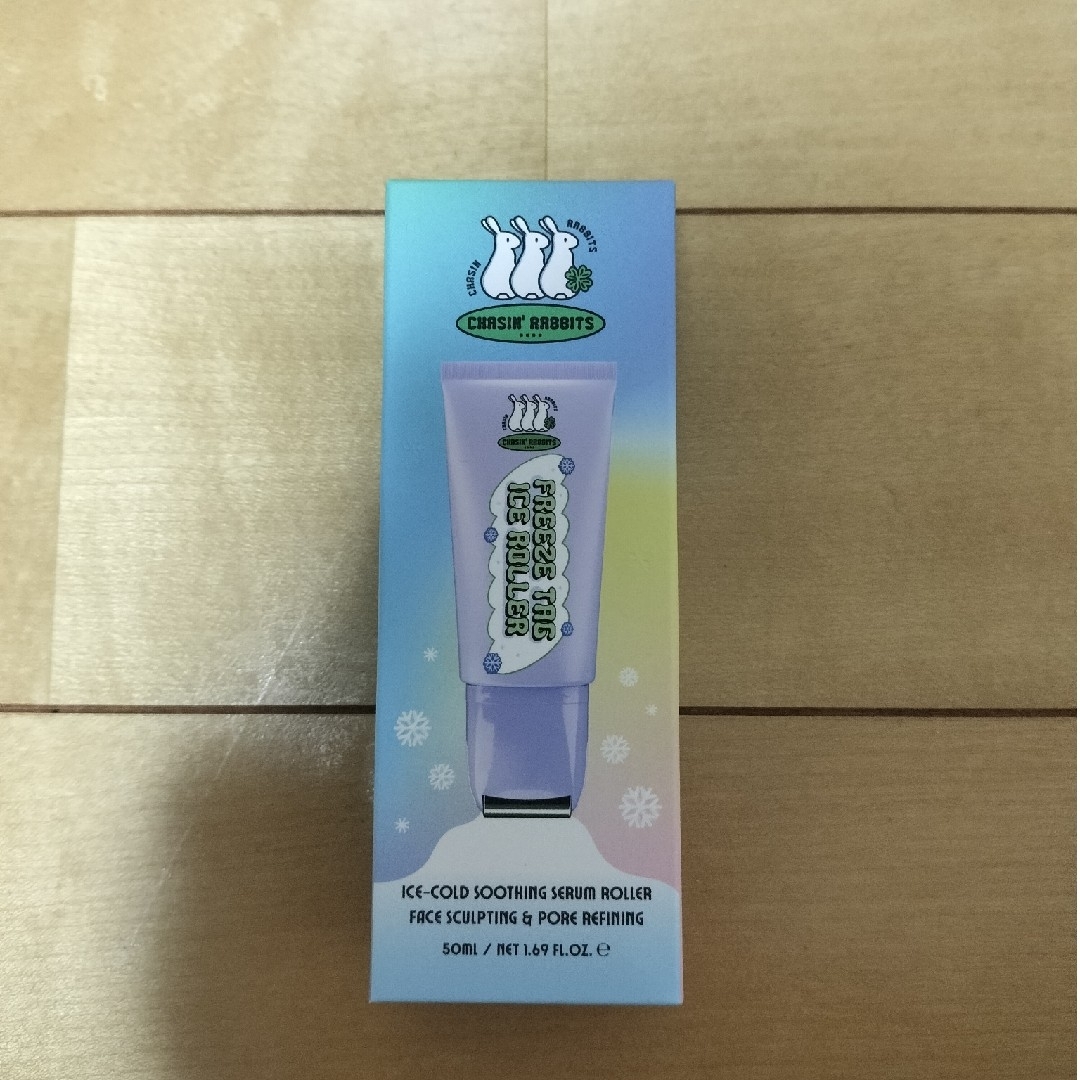 CHASIN RABBITS
CHASIN' RABBITS
CHASIN' RABBITS
FREEZE TAG
ICE ROLLER
ICE-COLD SOOTHING SERUM ROLLER
FACE SCULPTING & PORE REFINING
50ML / NET 1.69 FL.OZ. ℮